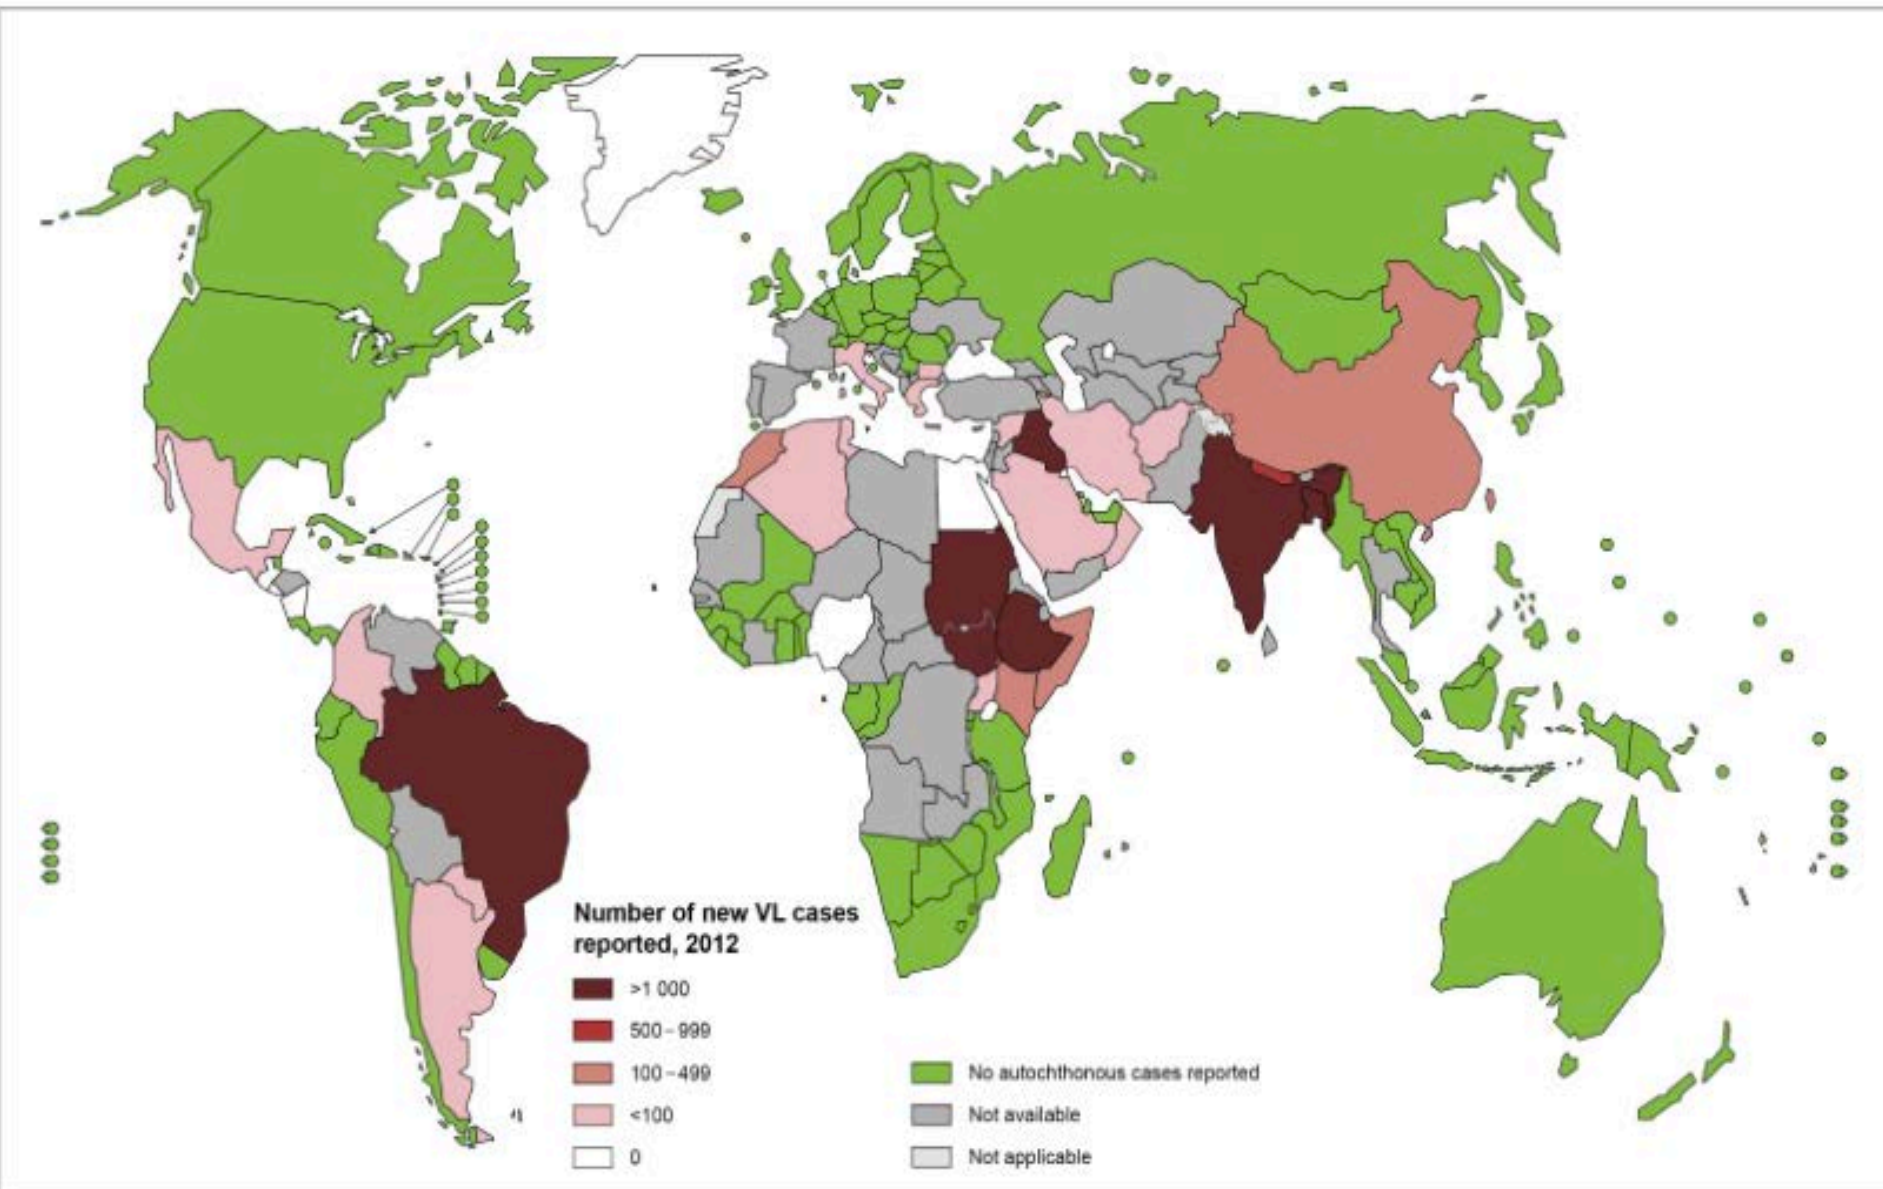 Number of new VL cases
reported, 2012
>1 000
500–999
100–499
<100
0
No autochthonous cases reported
Not available
Not applicable